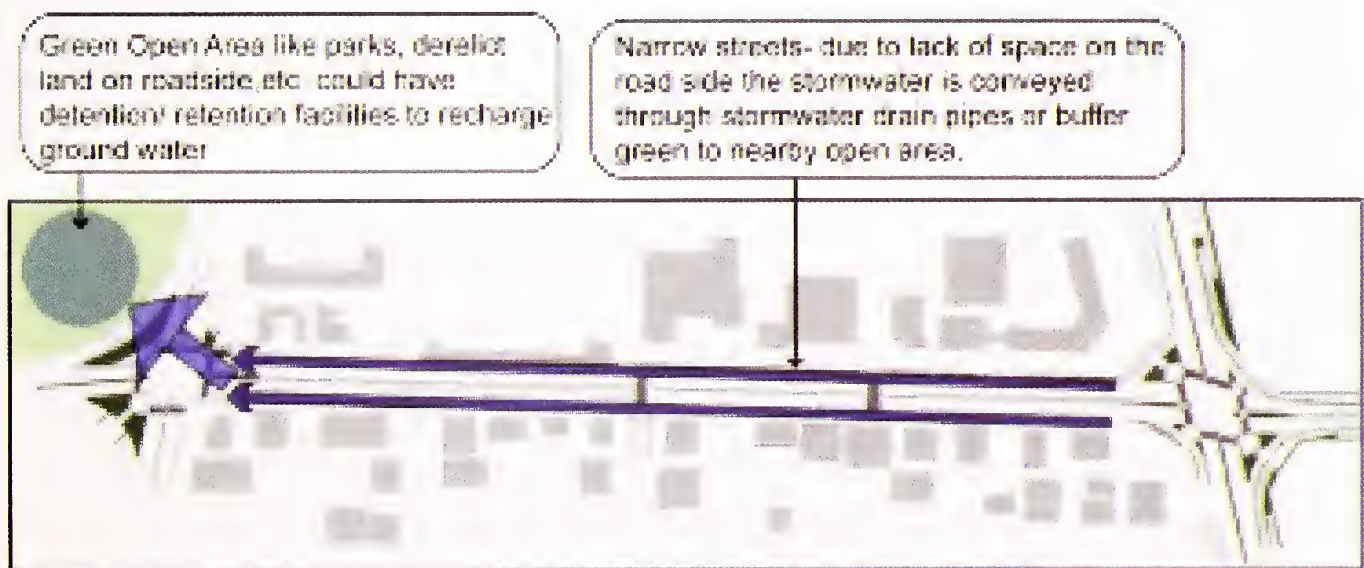 Green Open Area like parks, derelict
land on roadside,etc could have
detention/ retention facilities to recharge
ground water
Narrow streets- due to lack of space on the
road side the stormwater is conveyed
through stormwater drain pipes or buffer
green to nearby open area.